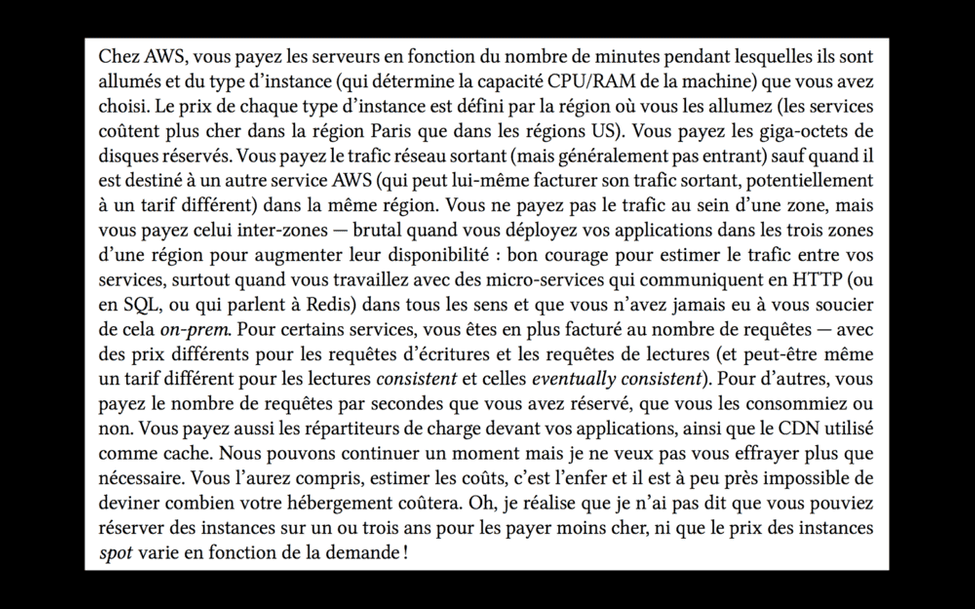 Chez AWS, vous payez les serveurs en fonction du nombre de minutes pendant lesquelles ils sont
allumés et du type d’instance (qui détermine la capacité CPU/RAM de la machine) que vous avez
choisi. Le prix de chaque type d’instance est défini par la région où vous les allumez (les services
coûtent plus cher dans la région Paris que dans les régions US). Vous payez les giga-octets de
disques réservés. Vous payez le trafic réseau sortant (mais généralement pas entrant) sauf quand il
est destiné à un autre service AWS (qui peut lui-même facturer son trafic sortant, potentiellement
à un tarif différent) dans la même région. Vous ne payez pas le trafic au sein d’une zone, mais
vous payez celui inter-zones — brutal quand vous déployez vos applications dans les trois zones
d’une région pour augmenter leur disponibilité : bon courage pour estimer le trafic entre vos
services, surtout quand vous travaillez avec des micro-services qui communiquent en HTTP (ou
en SQL, ou qui parlent à Redis) dans tous les sens et que vous n’avez jamais eu à vous soucier
de cela on-prem. Pour certains services, vous êtes en plus facturé au nombre de requêtes — avec
des prix différents pour les requêtes d’écritures et les requêtes de lectures (et peut-être même
un tarif différent pour les lectures consistent et celles eventually consistent). Pour d’autres, vous
payez le nombre de requêtes par secondes que vous avez réservé, que vous les consommiez ou
non. Vous payez aussi les répartiteurs de charge devant vos applications, ainsi que le CDN utilisé
comme cache. Nous pouvons continuer un moment mais je ne veux pas vous effrayer plus que
nécessaire. Vous l’aurez compris, estimer les coûts, c’est l’enfer et il est à peu près impossible de
deviner combien votre hébergement coûtera. Oh, je réalise que je n’ai pas dit que vous pouviez
réserver des instances sur un ou trois ans pour les payer moins cher, ni que le prix des instances
spot varie en fonction de la demande !